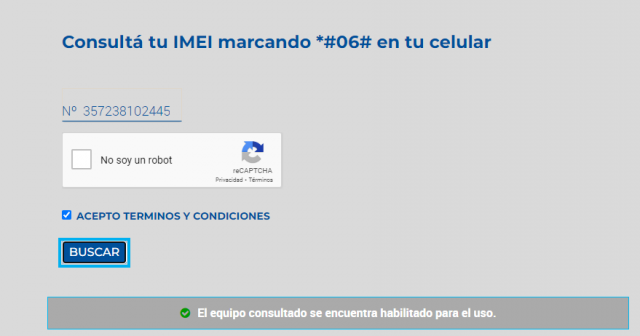 Consultá tu IMEI marcando *#06# en tu celular
Nº 357238102445
No soy un robot
reCAPTCHA
Privacidad - Términos
ACEPTO TERMINOS Y CONDICIONES
BUSCAR
El equipo consultado se encuentra habilitado para el uso.